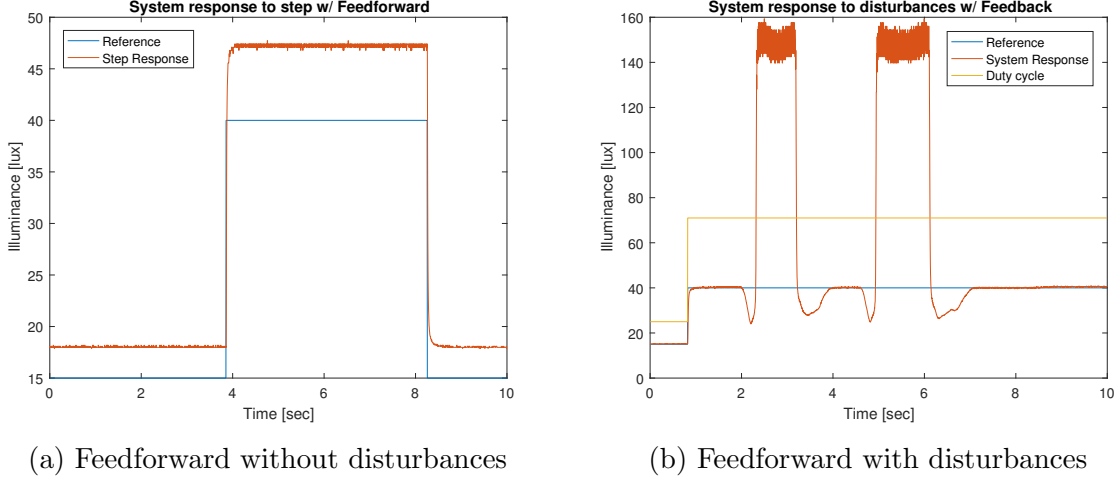 System response to step w/ Feedforward
50
45
40
35
30
25
20
15
Illuminance [lux]
Reference
Step Response
0
2
4
6
8
10
Time [sec]
(a) Feedforward without disturbances
System response to disturbances w/ Feedback
160
140
120
100
80
60
40
20
0
Illuminance [lux]
Reference
System Response
Duty cycle
0
2
4
6
8
10
Time [sec]
(b) Feedforward with disturbances